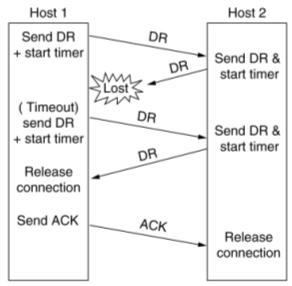 Host 1
Host 2
Send DR
+ start timer
DR
DR
Send DR &
start timer
Lost
( Timeout)
send DR
+ start timer
DR
Send DR &
start timer
DR
Release
connection
Send ACK
ACK
Release
connection